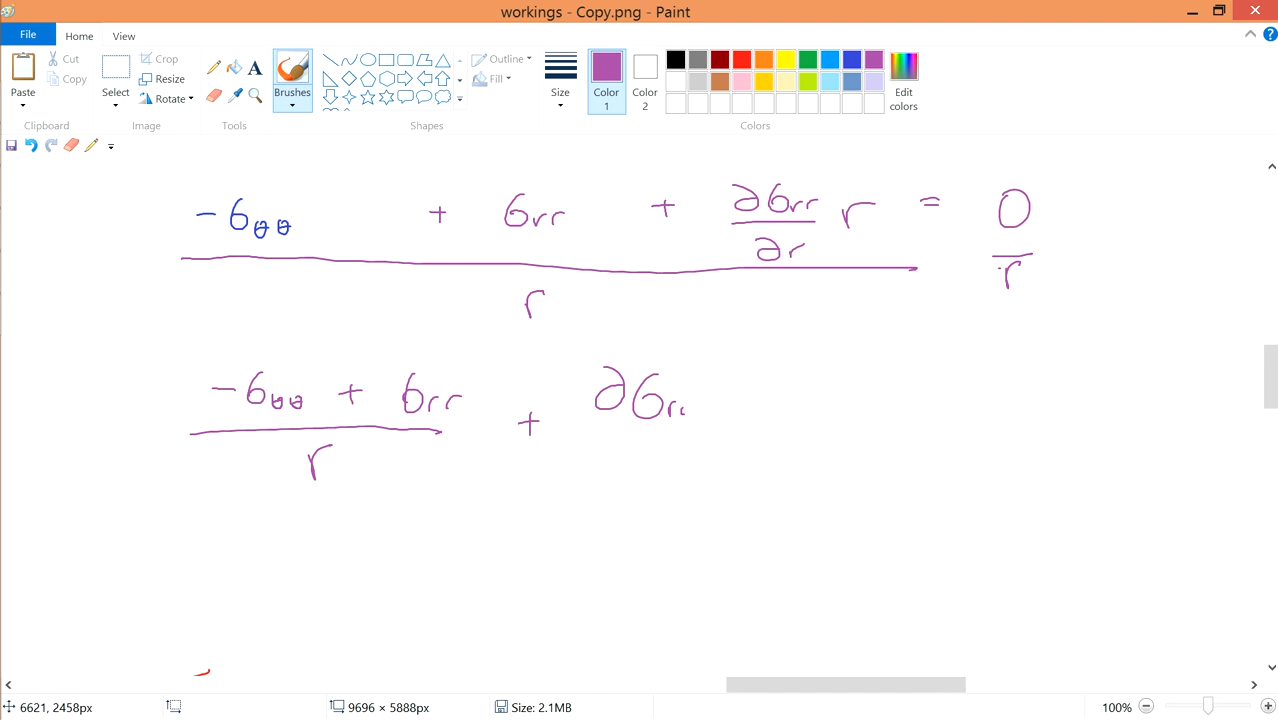 workings - Copy.png - Paint
File Home View
Paste Cut Copy
Clipboard
Select Crop Resize Rotate
Image
Tools
Brushes
Outline Fill
Shapes
Size
Color 1
Color 2
Edit colors
Colors
-σθθ + σrr + ∂σrr/∂r r = 0/r
r
-σθθ + σrr + ∂σrr
r
6621, 2458px 9696 × 5888px Size: 2.1MB 100%